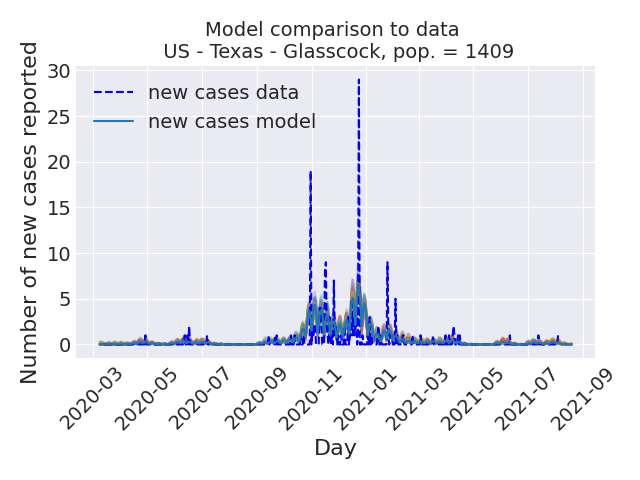 Model comparison to data
US - Texas - Glasscock, pop. = 1409
Number of new cases reported
30
25
20
15
10
5
0
new cases data
new cases model
2020-03
2020-05
2020-07
2020-09
2020-11
2021-01
2021-03
2021-05
2021-07
2021-09
Day